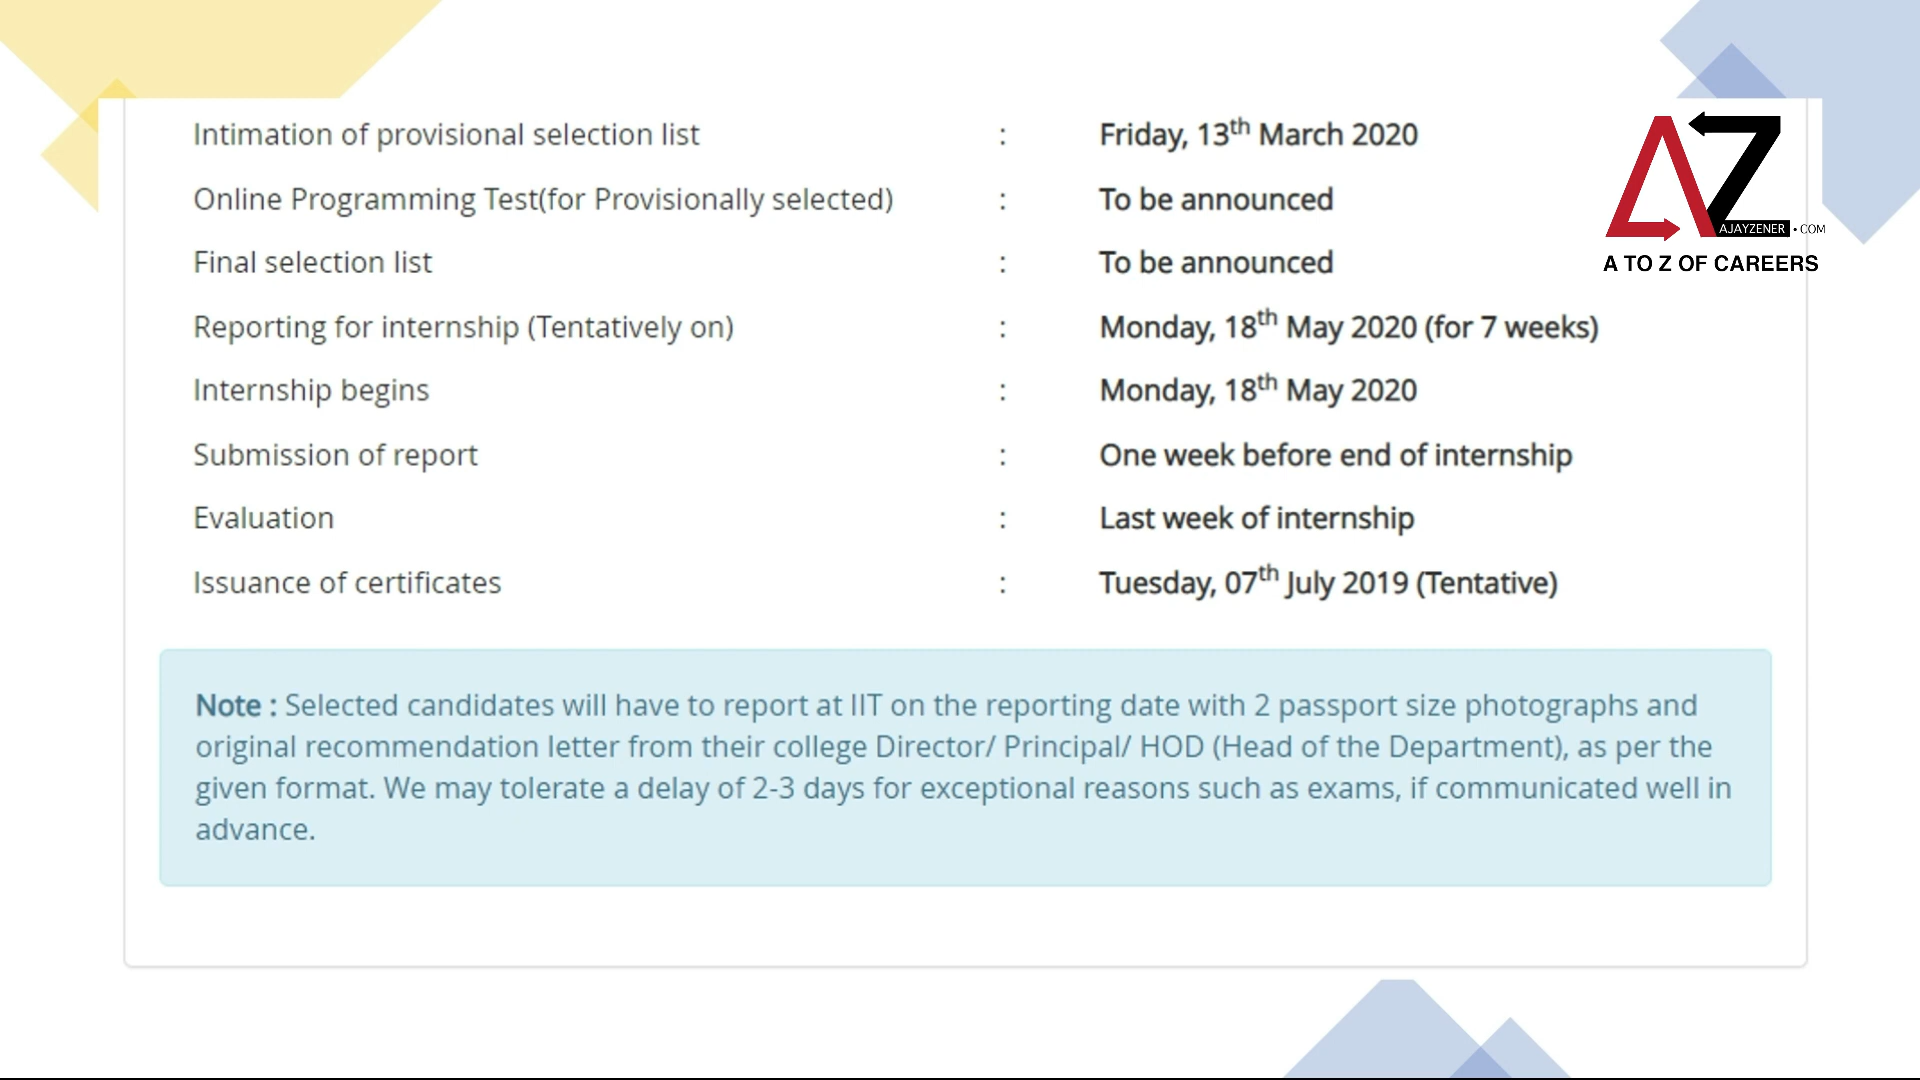 Intimation of provisional selection list : Friday, 13th March 2020
Online Programming Test(for Provisionally selected) : To be announced
Final selection list : To be announced
Reporting for internship (Tentatively on) : Monday, 18th May 2020 (for 7 weeks)
Internship begins : Monday, 18th May 2020
Submission of report : One week before end of internship
Evaluation : Last week of internship
Issuance of certificates : Tuesday, 07th July 2019 (Tentative)
Note : Selected candidates will have to report at IIT on the reporting date with 2 passport size photographs and
original recommendation letter from their college Director/ Principal/ HOD (Head of the Department), as per the
given format. We may tolerate a delay of 2-3 days for exceptional reasons such as exams, if communicated well in
advance.
AZ
AJAYZENER • COM
A TO Z OF CAREERS